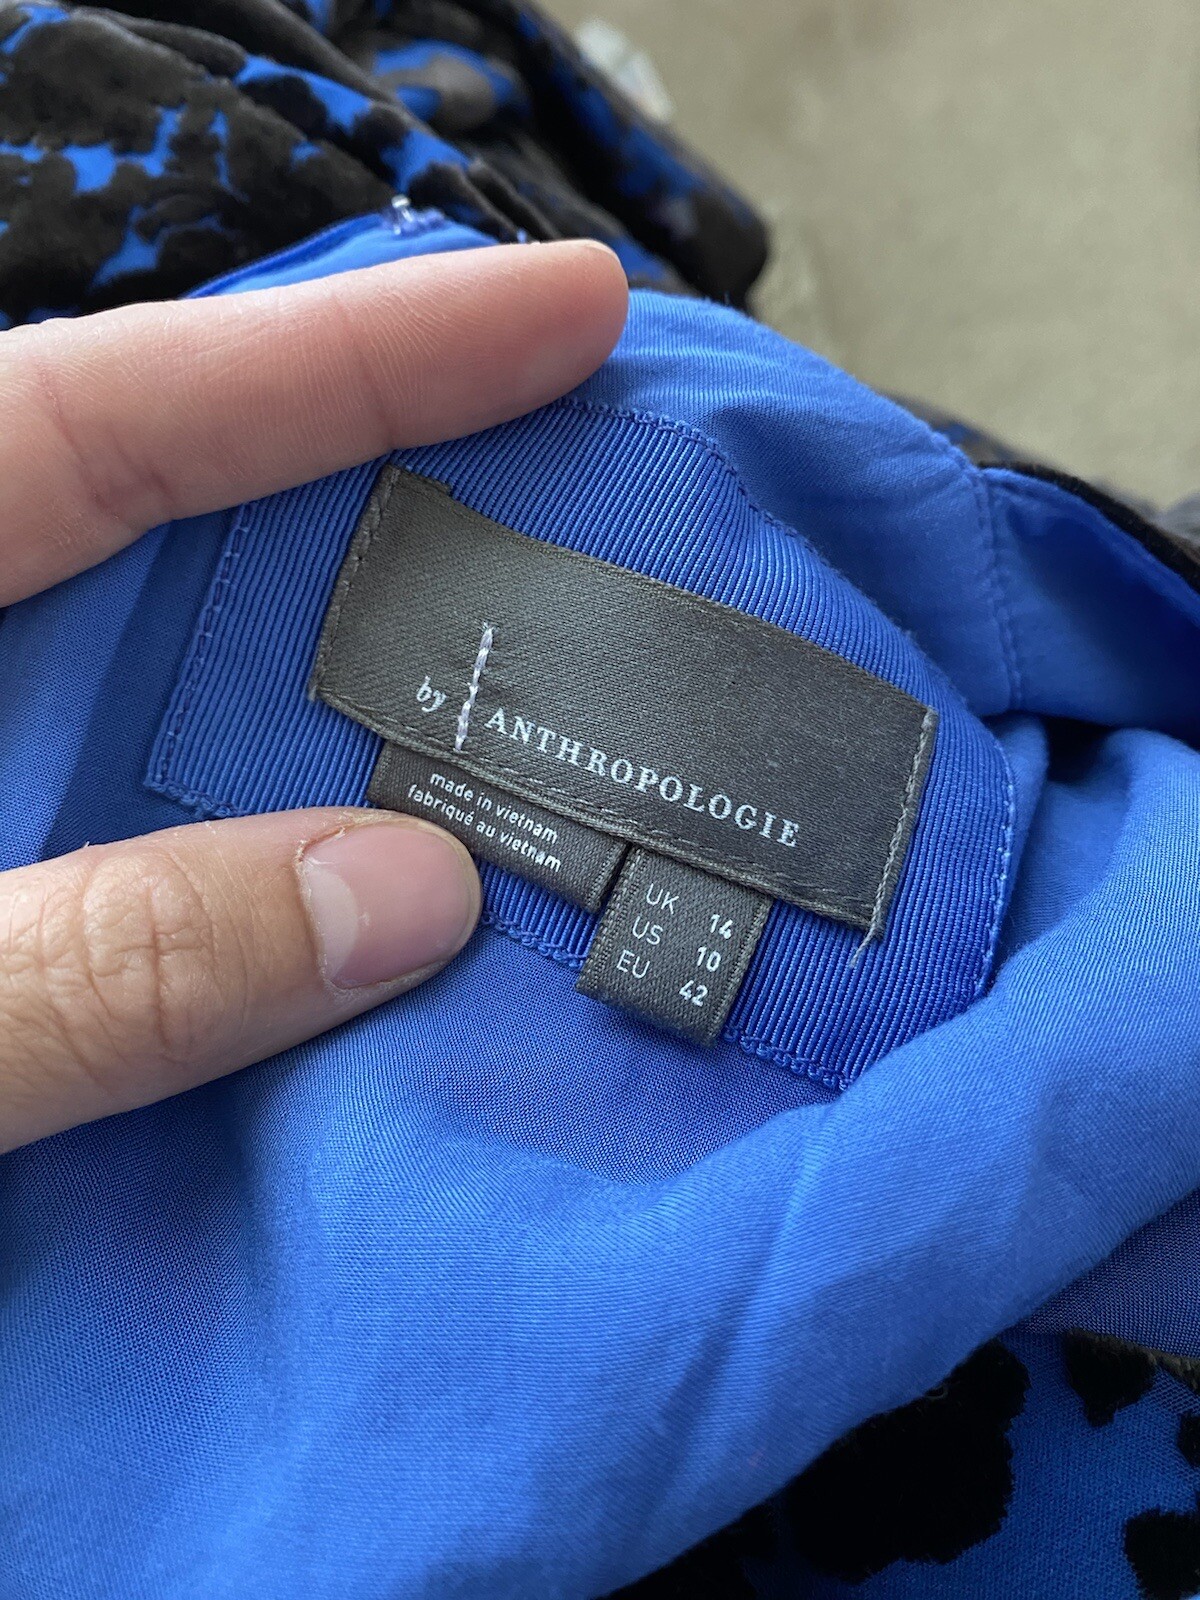 by ANTHROPOLOGIE
made in vietnam
fabriqué au vietnam
UK 14
US 10
EU 42